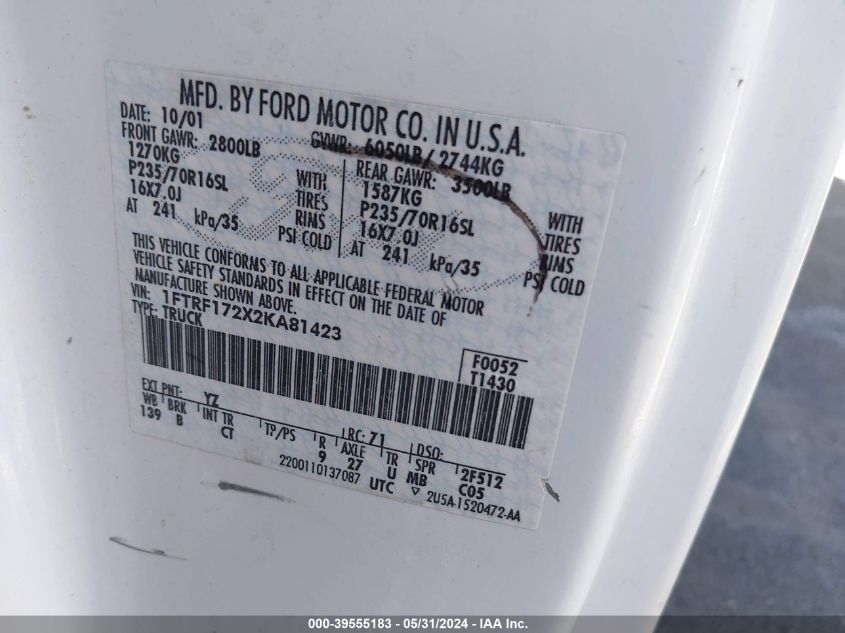 MFD. BY FORD MOTOR CO. IN U.S.A.
DATE: 10/01 GVWR: 6050LB/ 2744KG
FRONT GAWR: 2800LB REAR GAWR: 3500LB
1270KG WITH 1587KG WITH
P235/70R16SL TIRES P235/70R16SL TIRES
16X7.0J RIMS 16X7.0J RIMS
AT 241 kPa/35 PSI COLD AT 241 kPa/35 PSI COLD
THIS VEHICLE CONFORMS TO ALL APPLICABLE FEDERAL MOTOR
VEHICLE SAFETY STANDARDS IN EFFECT ON THE DATE OF
MANUFACTURE SHOWN ABOVE.
VIN: 1FTRF172X2KA81423
TYPE: TRUCK
F0052
T1430
EXT PNT: YZ RC: 71 DSO:
WB BRK INT TR TP/PS R AXLE TR SPR 2F512
139 B CT 9 27 U MB C05
2200110137087 UTC ▽ 2U5A-1520472-AA
000-39555183 - 05/31/2024 - IAA Inc.